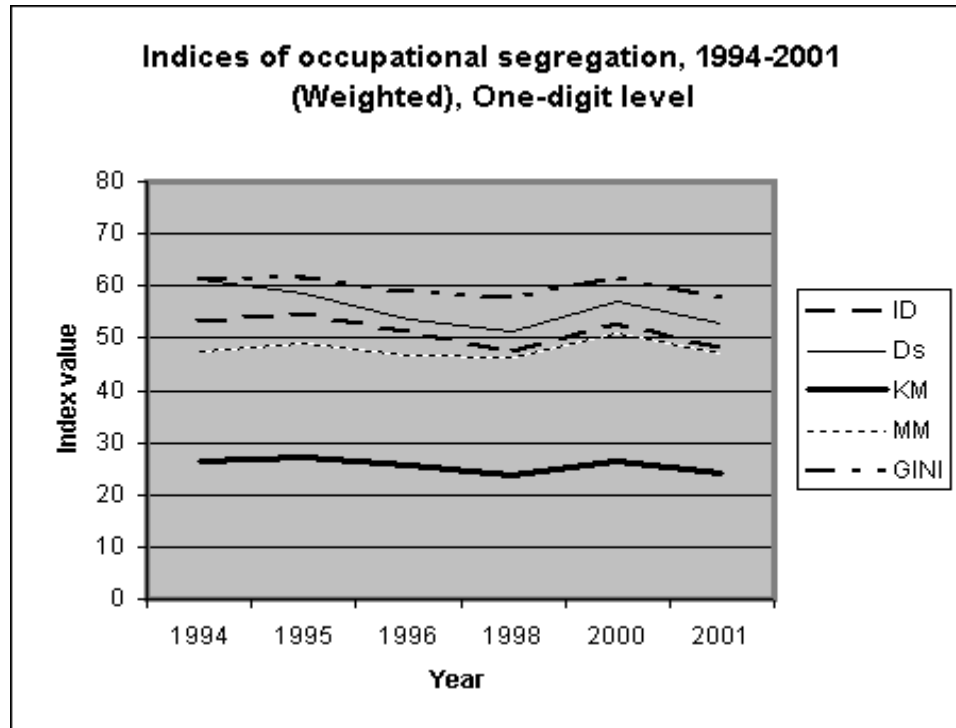 Indices of occupational segregation, 1994-2001
(Weighted), One-digit level
80
70
60
50
40
30
20
10
0
Index value
1994 1995 1996 1998 2000 2001
Year
ID
Ds
KM
MM
GINI